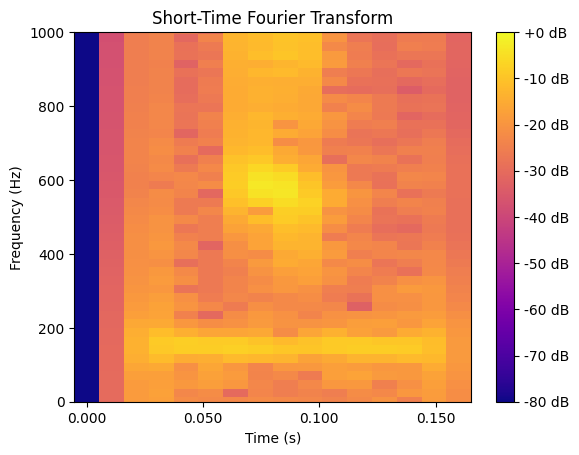 Short-Time Fourier Transform
1000
800
600
400
200
0
Frequency (Hz)
0.000
0.050
0.100
0.150
Time (s)
+0 dB
-10 dB
-20 dB
-30 dB
-40 dB
-50 dB
-60 dB
-70 dB
-80 dB